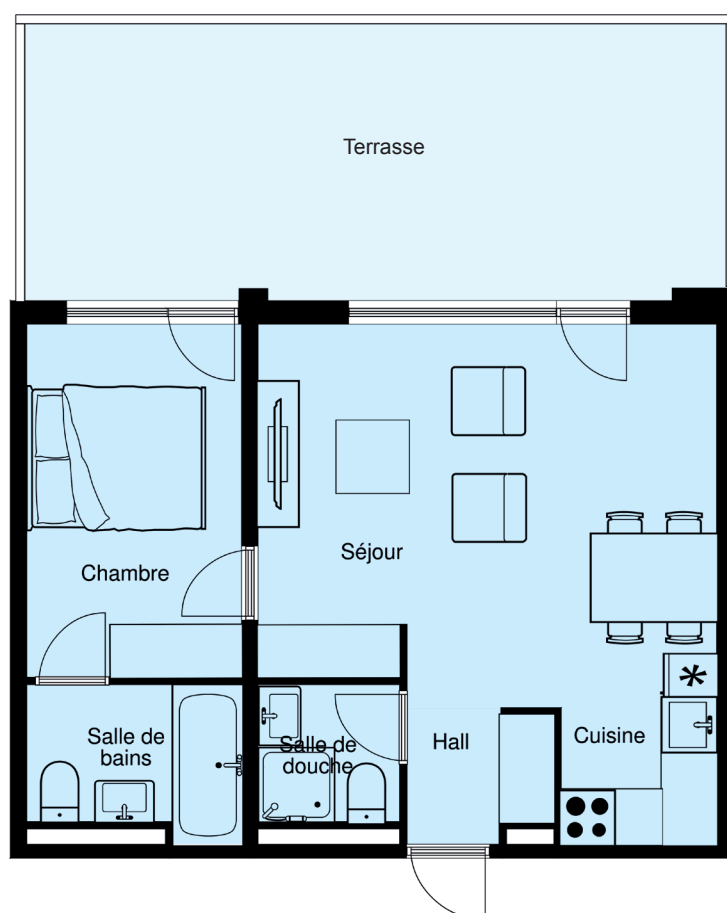 Terrasse
Séjour
Chambre
Salle de
bains
Salle de
douche
Hall
Cuisine